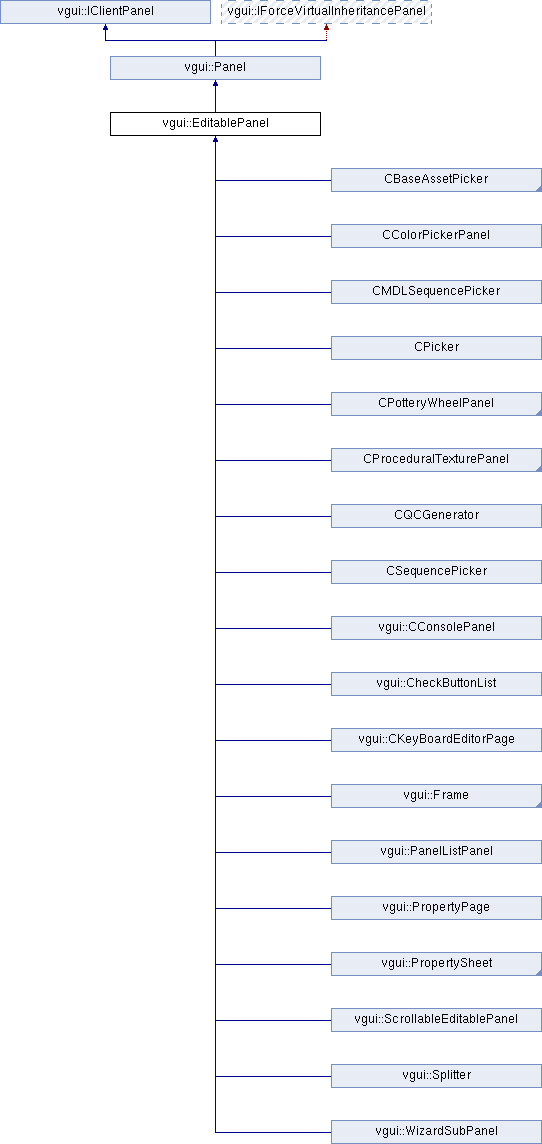 vgui::IClientPanel
vgui::IForceVirtualInheritancePanel
vgui::Panel
vgui::EditablePanel
CBaseAssetPicker
CColorPickerPanel
CMDLSequencePicker
CPicker
CPotteryWheelPanel
CProceduralTexturePanel
CQCGenerator
CSequencePicker
vgui::CConsolePanel
vgui::CheckButtonList
vgui::CKeyBoardEditorPage
vgui::Frame
vgui::PanelListPanel
vgui::PropertyPage
vgui::PropertySheet
vgui::ScrollableEditablePanel
vgui::Splitter
vgui::WizardSubPanel